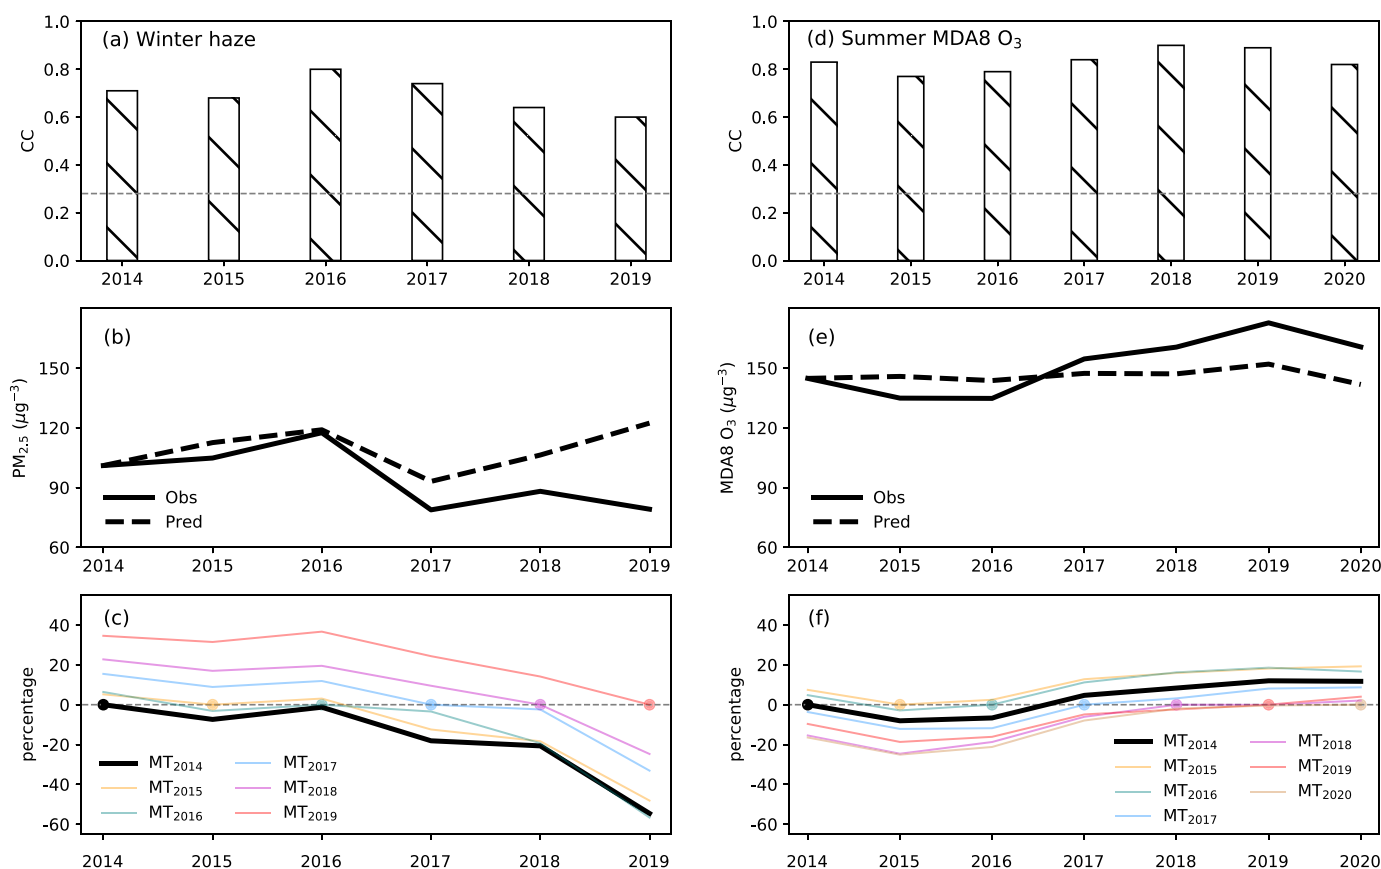 (a) Winter haze
CC
1.0
0.8
0.6
0.4
0.2
0.0
2014 2015 2016 2017 2018 2019
(d) Summer MDA8 O₃
CC
1.0
0.8
0.6
0.4
0.2
0.0
2014 2015 2016 2017 2018 2019 2020
(b)
PM₂.₅ (μg⁻³)
150
120
90
60
Obs
Pred
2014 2015 2016 2017 2018 2019
(e)
MDA8 O₃ (μg⁻³)
150
120
90
60
Obs
Pred
2014 2015 2016 2017 2018 2019 2020
(c)
percentage
40
20
0
-20
-40
-60
MT₂₀₁₄ MT₂₀₁₇
MT₂₀₁₅ MT₂₀₁₈
MT₂₀₁₆ MT₂₀₁₉
2014 2015 2016 2017 2018 2019
(f)
percentage
40
20
0
-20
-40
-60
MT₂₀₁₄ MT₂₀₁₈
MT₂₀₁₅ MT₂₀₁₉
MT₂₀₁₆ MT₂₀₂₀
MT₂₀₁₇
2014 2015 2016 2017 2018 2019 2020